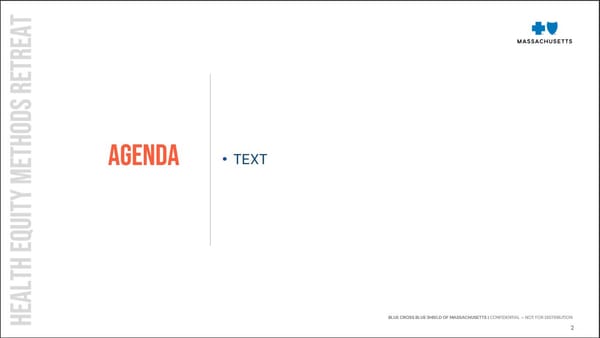 HEALTH EQUITY METHODS RETREAT
MASSACHUSETTS
AGENDA
• TEXT
BLUE CROSS BLUE SHIELD OF MASSACHUSETTS | CONFIDENTIAL – NOT FOR DISTRIBUTION
2